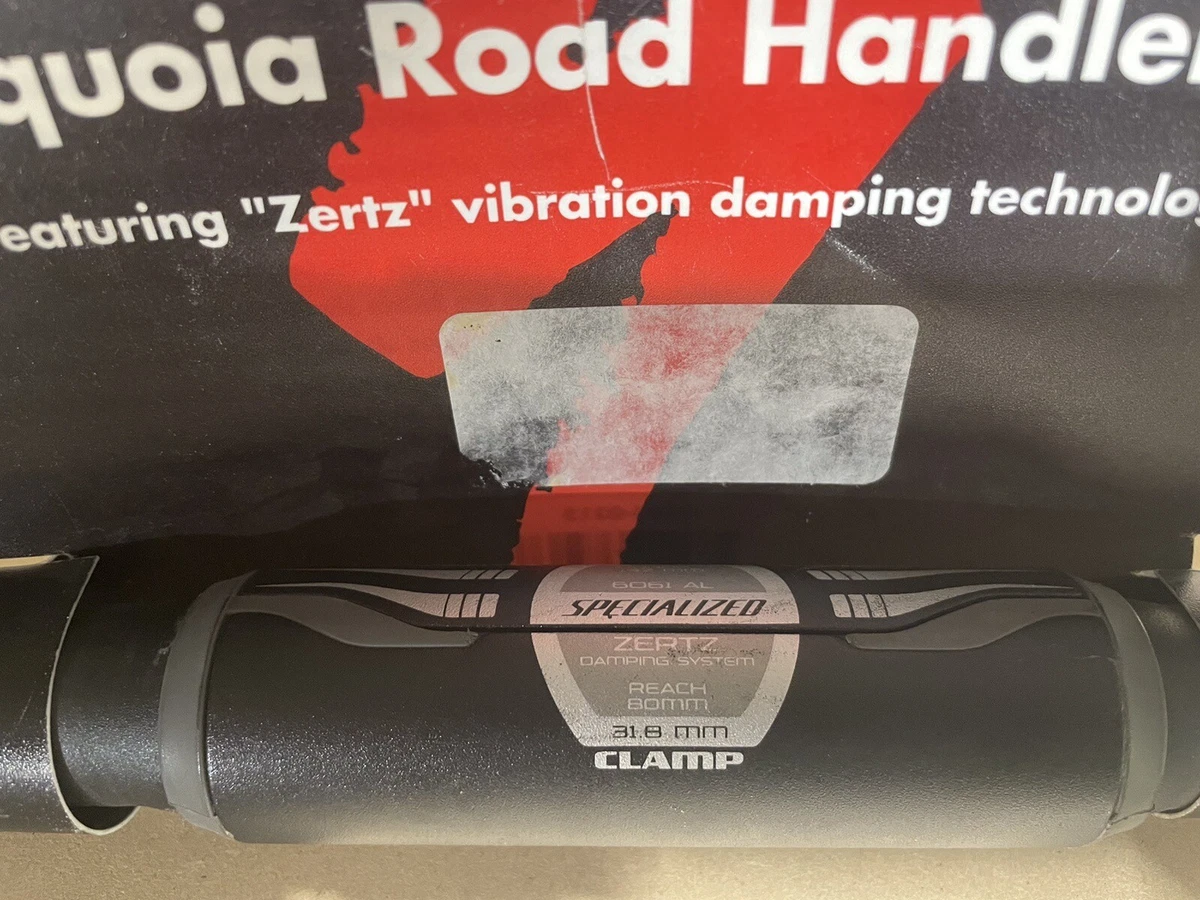 quoia Road Handle
eaturing "Zertz" vibration damping technolo
6061 AL
SPECIALIZED
ZERTZ
DAMPING SYSTEM
REACH
80mm
31.8 mm
CLAMP